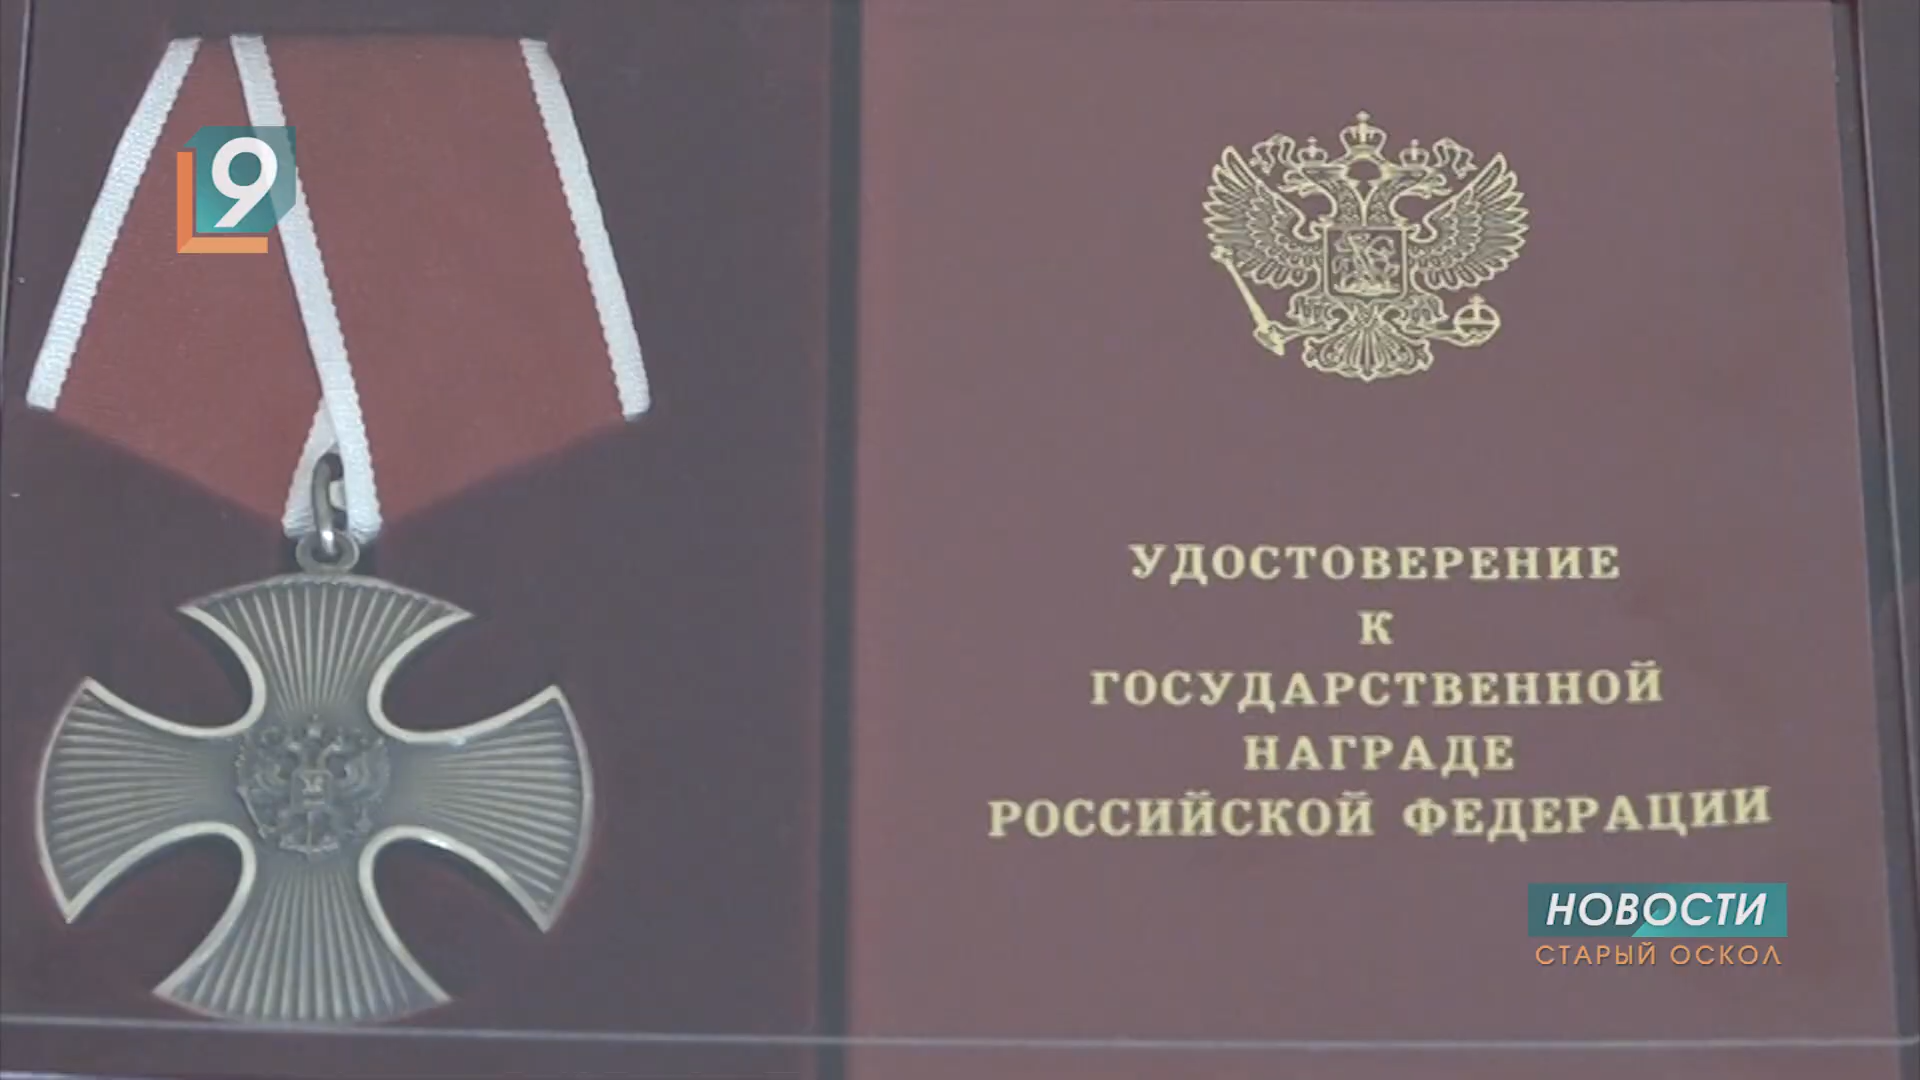 9
УДОСТОВЕРЕНИЕ
К
ГОСУДАРСТВЕННОЙ
НАГРАДЕ
РОССИЙСКОЙ ФЕДЕРАЦИИ
НОВОСТИ
СТАРЫЙ ОСКОЛ